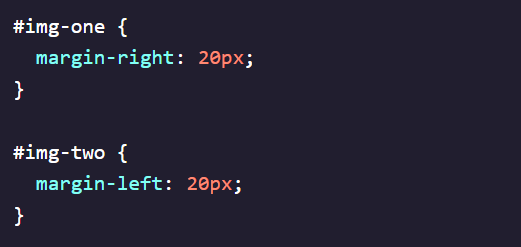 #img-one {
  margin-right: 20px;
}

#img-two {
  margin-left: 20px;
}